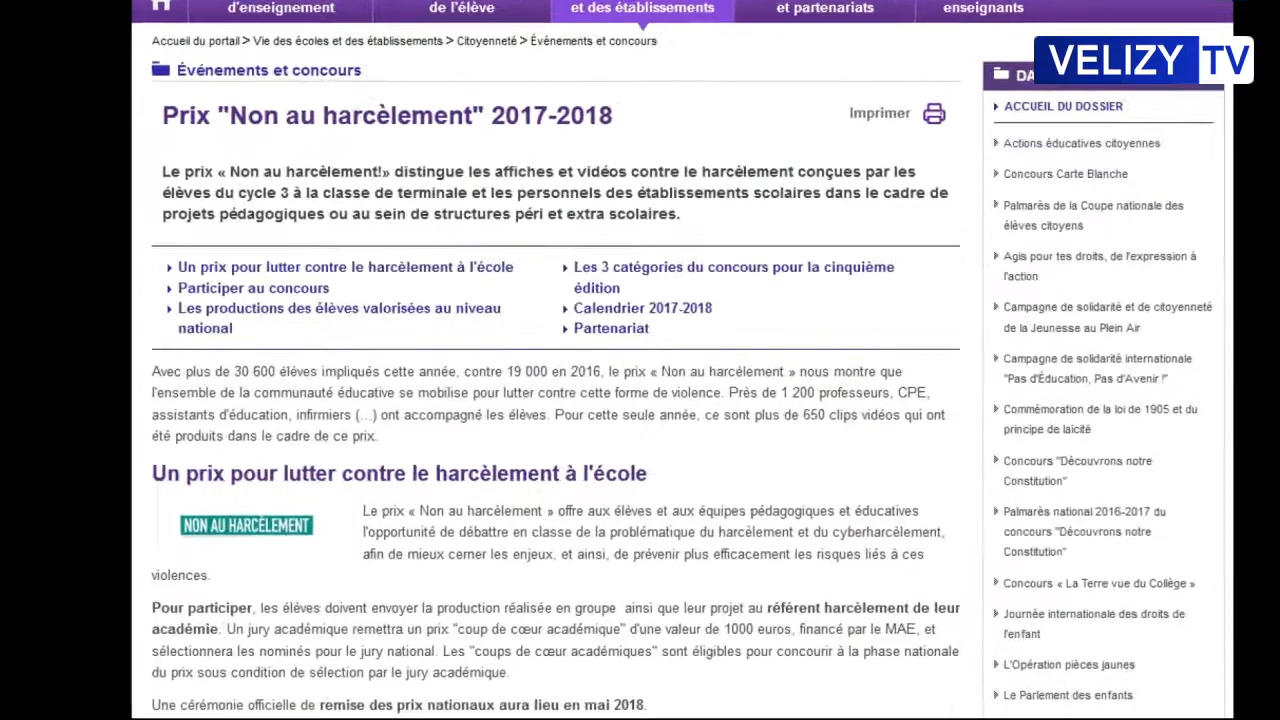 d'enseignement
de l'élève
et des établissements
et partenariats
enseignants
Accueil du portail > Vie des écoles et des établissements > Citoyenneté > Événements et concours
Événements et concours
Prix "Non au harcèlement" 2017-2018
Imprimer
Le prix « Non au harcèlement!» distingue les affiches et vidéos contre le harcèlement conçues par les
élèves du cycle 3 à la classe de terminale et les personnels des établissements scolaires dans le cadre de
projets pédagogiques ou au sein de structures péri et extra scolaires.
Un prix pour lutter contre le harcèlement à l'école
Participer au concours
Les productions des élèves valorisées au niveau
national
Les 3 catégories du concours pour la cinquième
édition
Calendrier 2017-2018
Partenariat
Avec plus de 30 600 élèves impliqués cette année, contre 19 000 en 2016, le prix « Non au harcèlement » nous montre que
l'ensemble de la communauté éducative se mobilise pour lutter contre cette forme de violence. Près de 1 200 professeurs, CPE,
assistants d'éducation, infirmiers (...) ont accompagné les élèves. Pour cette seule année, ce sont plus de 650 clips vidéos qui ont
été produits dans le cadre de ce prix.
Un prix pour lutter contre le harcèlement à l'école
NON AU HARCÈLEMENT
Le prix « Non au harcèlement » offre aux élèves et aux équipes pédagogiques et éducatives
l'opportunité de débattre en classe de la problématique du harcèlement et du cyberharcèlement,
afin de mieux cerner les enjeux, et ainsi, de prévenir plus efficacement les risques liés à ces
violences.
Pour participer, les élèves doivent envoyer la production réalisée en groupe ainsi que leur projet au référent harcèlement de leur
académie. Un jury académique remettra un prix "coup de cœur académique" d'une valeur de 1000 euros, financé par le MAE, et
sélectionnera les nominés pour le jury national. Les "coups de cœur académiques" sont éligibles pour concourir à la phase nationale
du prix sous condition de sélection par le jury académique.
Une cérémonie officielle de remise des prix nationaux aura lieu en mai 2018.
VELIZY TV
DA
ACCUEIL DU DOSSIER
Actions éducatives citoyennes
Concours Carte Blanche
Palmarès de la Coupe nationale des
élèves citoyens
Agis pour tes droits, de l'expression à
l'action
Campagne de solidarité et de citoyenneté
de la Jeunesse au Plein Air
Campagne de solidarité internationale
"Pas d'Éducation, Pas d'Avenir !"
Commémoration de la loi de 1905 et du
principe de laïcité
Concours "Découvrons notre
Constitution"
Palmarès national 2016-2017 du
concours "Découvrons notre
Constitution"
Concours « La Terre vue du Collège »
Journée internationale des droits de
l'enfant
L'Opération pièces jaunes
Le Parlement des enfants